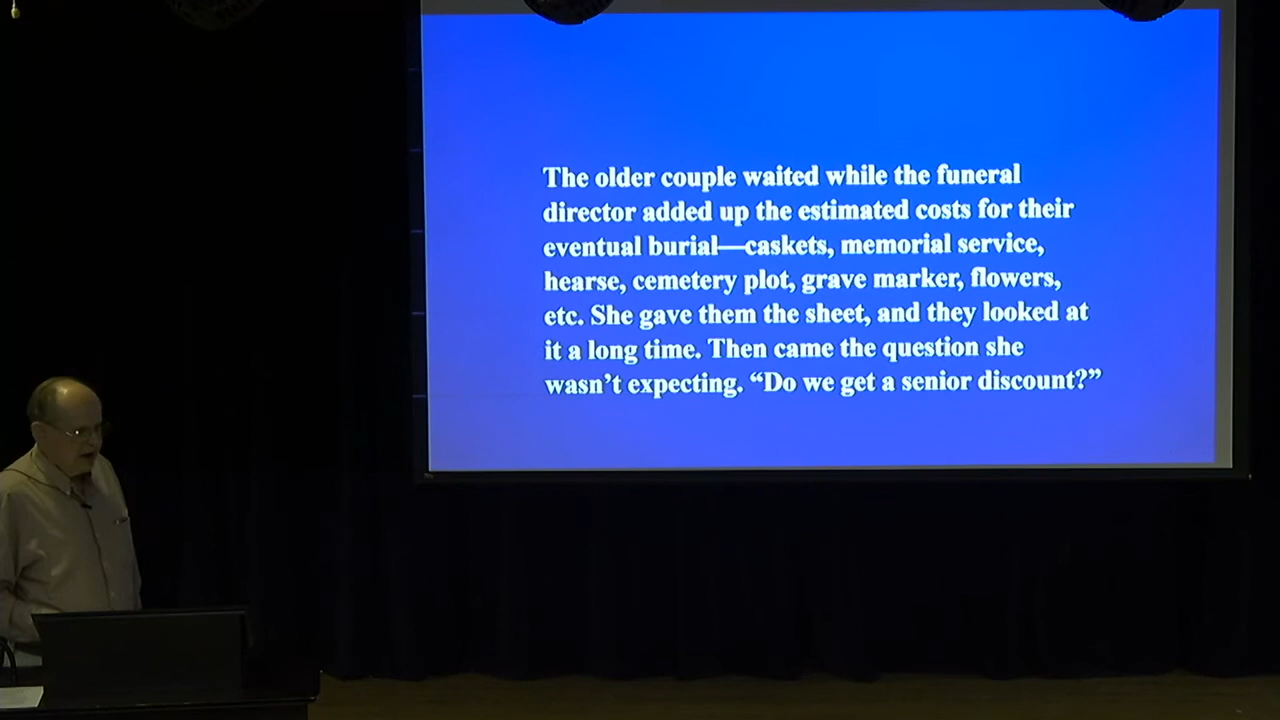 The older couple waited while the funeral
director added up the estimated costs for their
eventual burial—caskets, memorial service,
hearse, cemetery plot, grave marker, flowers,
etc. She gave them the sheet, and they looked at
it a long time. Then came the question she
wasn’t expecting. “Do we get a senior discount?”